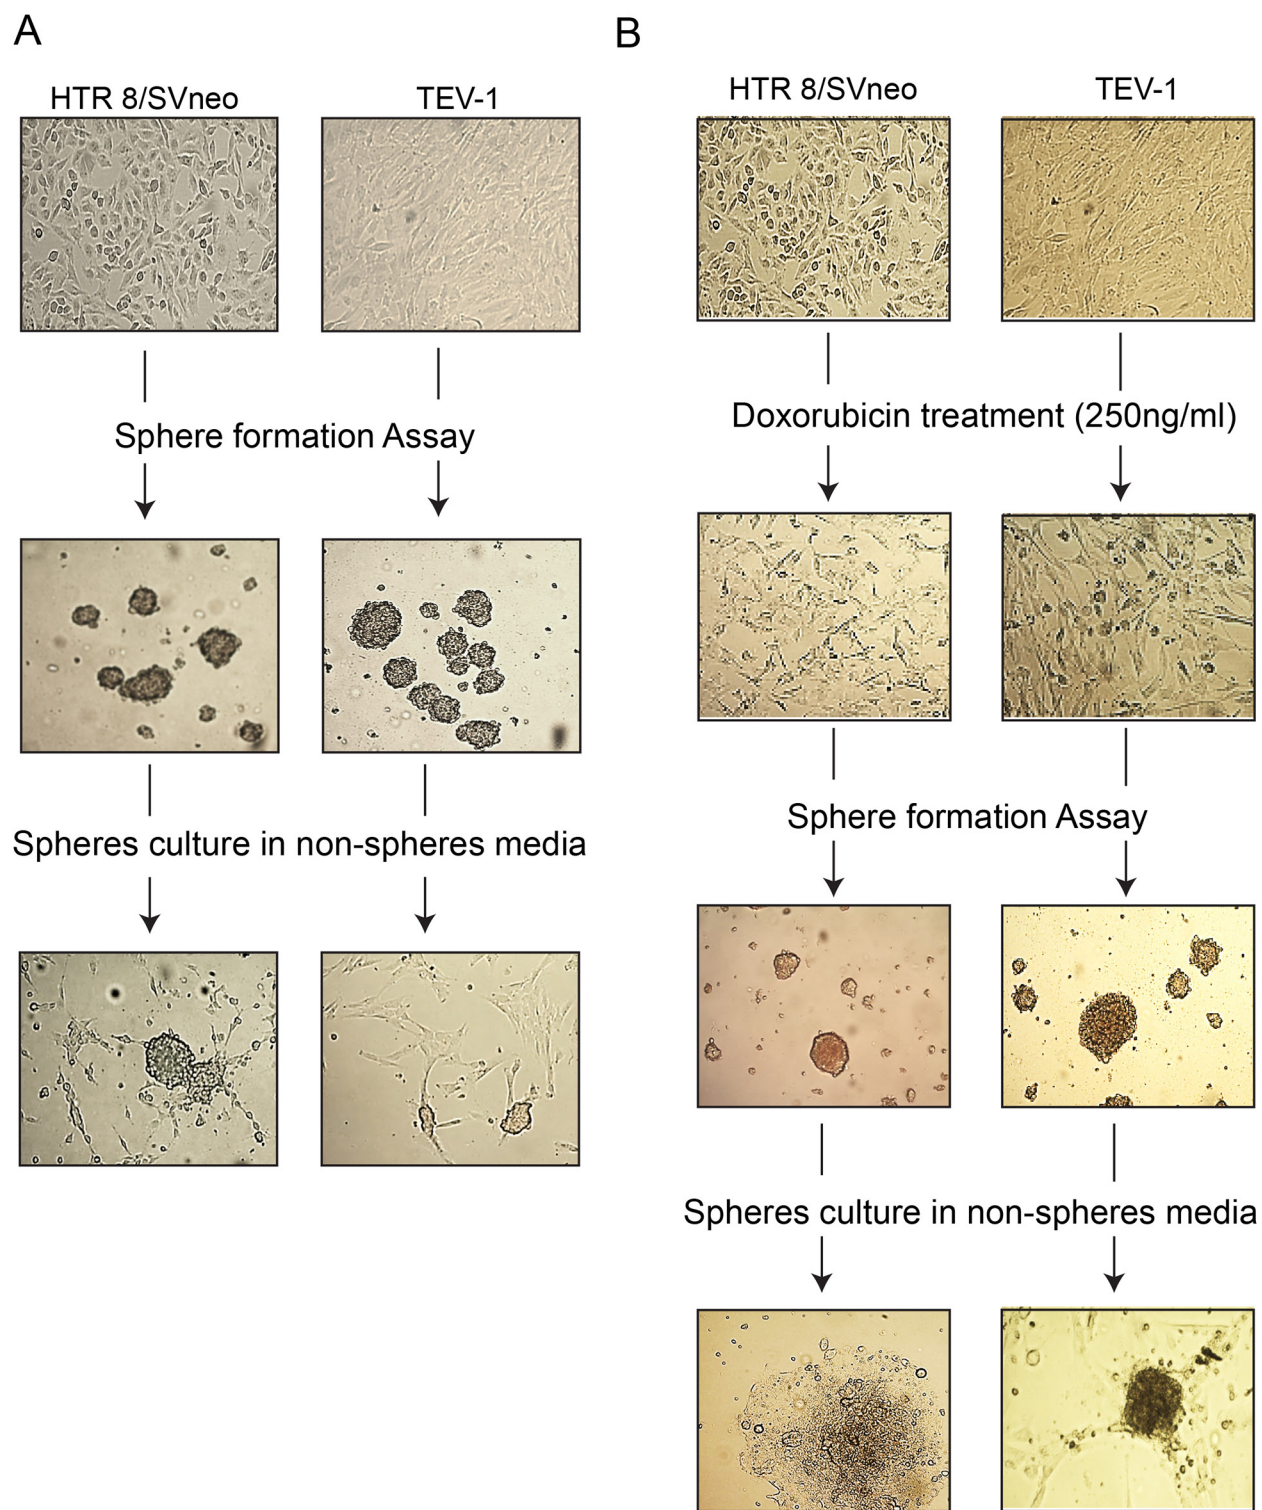 A
HTR 8/SVneo
TEV-1
Sphere formation Assay
Spheres culture in non-spheres media
B
HTR 8/SVneo
TEV-1
Doxorubicin treatment (250ng/ml)
Sphere formation Assay
Spheres culture in non-spheres media